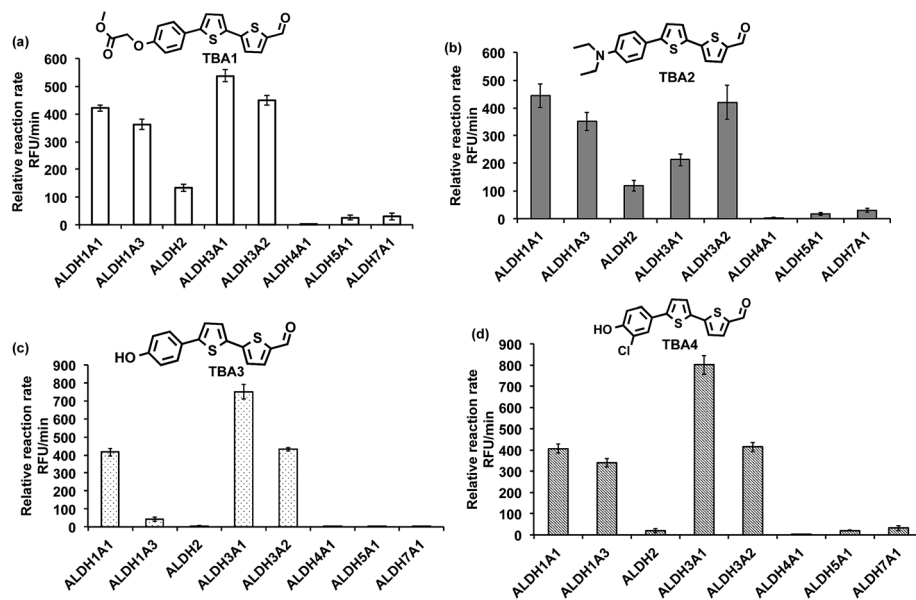 (a)
O
O
O
S
S
O
TBA1
Relative reaction rate
RFU/min
600
500
400
300
200
100
0
ALDH1A1
ALDH1A3
ALDH2
ALDH3A1
ALDH3A2
ALDH4A1
ALDH5A1
ALDH7A1
(b)
N
S
S
O
TBA2
Relative reaction rate
RFU/min
600
500
400
300
200
100
0
ALDH1A1
ALDH1A3
ALDH2
ALDH3A1
ALDH3A2
ALDH4A1
ALDH5A1
ALDH7A1
(c)
HO
S
S
O
TBA3
Relative reaction rate
RFU/min
900
800
700
600
500
400
300
200
100
0
ALDH1A1
ALDH1A3
ALDH2
ALDH3A1
ALDH3A2
ALDH4A1
ALDH5A1
ALDH7A1
(d)
HO
Cl
S
S
O
TBA4
Relative reaction rate
RFU/min
900
800
700
600
500
400
300
200
100
0
ALDH1A1
ALDH1A3
ALDH2
ALDH3A1
ALDH3A2
ALDH4A1
ALDH5A1
ALDH7A1